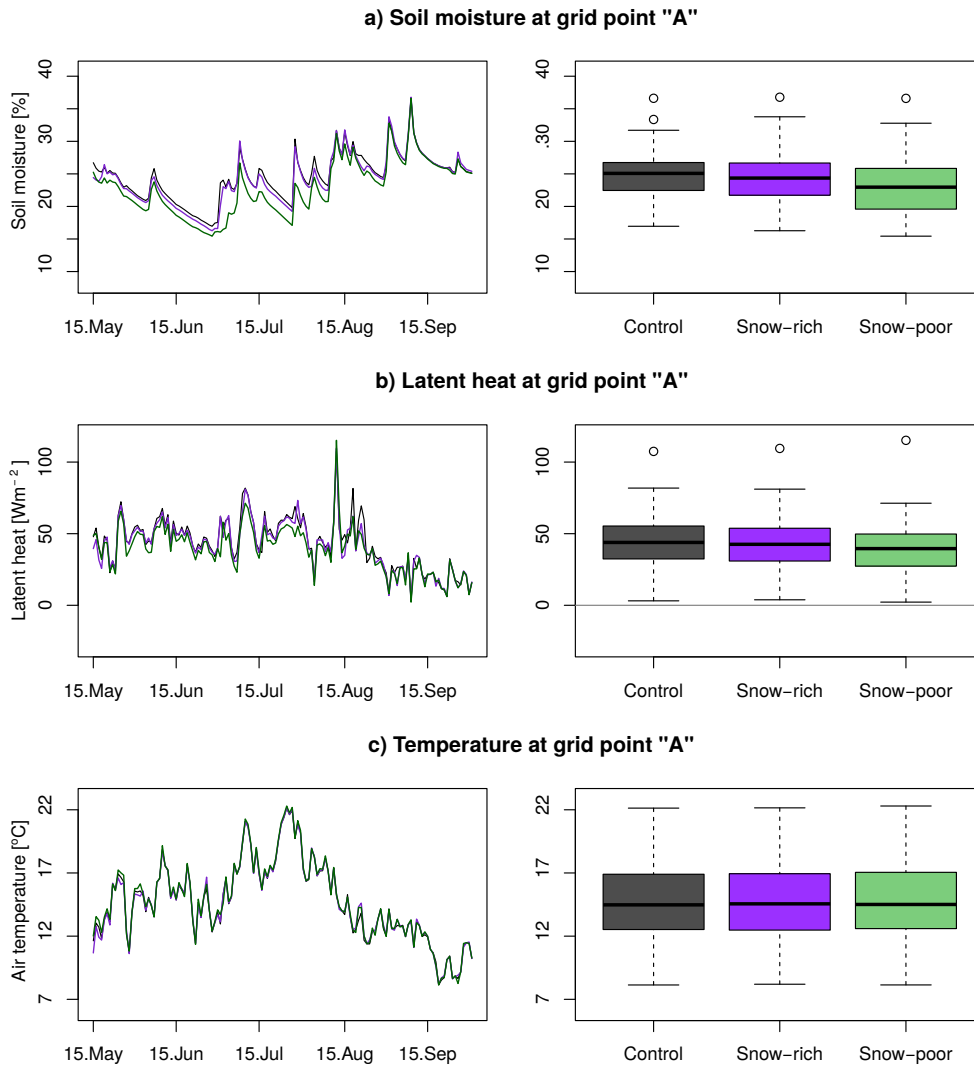 a) Soil moisture at grid point "A"
Soil moisture [%]
40
30
20
10
15.May 15.Jun 15.Jul 15.Aug 15.Sep
40
30
20
10
Control Snow−rich Snow−poor
b) Latent heat at grid point "A"
Latent heat [Wm⁻²]
100
50
0
15.May 15.Jun 15.Jul 15.Aug 15.Sep
100
50
0
Control Snow−rich Snow−poor
c) Temperature at grid point "A"
Air temperature [°C]
22
17
12
7
15.May 15.Jun 15.Jul 15.Aug 15.Sep
22
17
12
7
Control Snow−rich Snow−poor